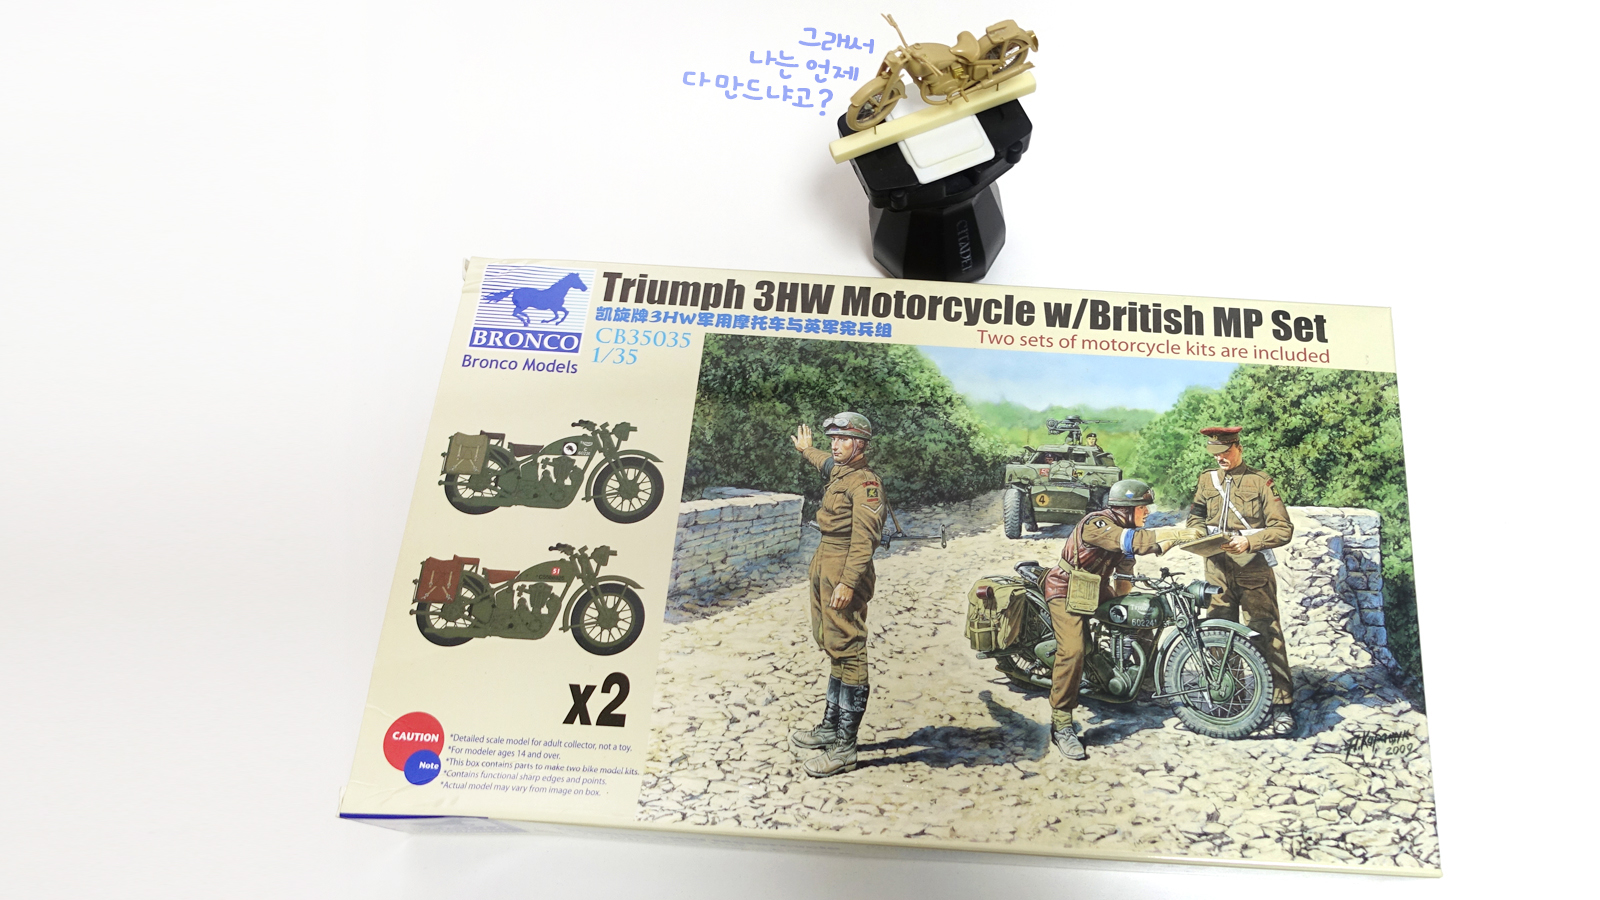 그래서
나는 언제
다 만드냐고?
CITADEL
BRONCO
Bronco Models
Triumph 3HW Motorcycle w/British MP Set
凯旋牌3HW军用摩托车与英军宪兵组
CB35035
1/35
Two sets of motorcycle kits are included
x2
CAUTION
Note
*Detailed scale model for adult collector, not a toy.
*For modeler ages 14 and over.
*This box contains parts to make two bike model kits.
*Contains functional sharp edges and points.
*Actual model may vary from image on box.
51
4
2009